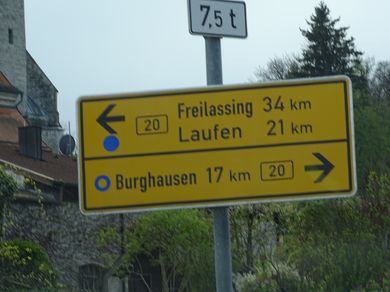 7,5 t
20 Freilassing 34 km
Laufen 21 km
Burghausen 17 km 20